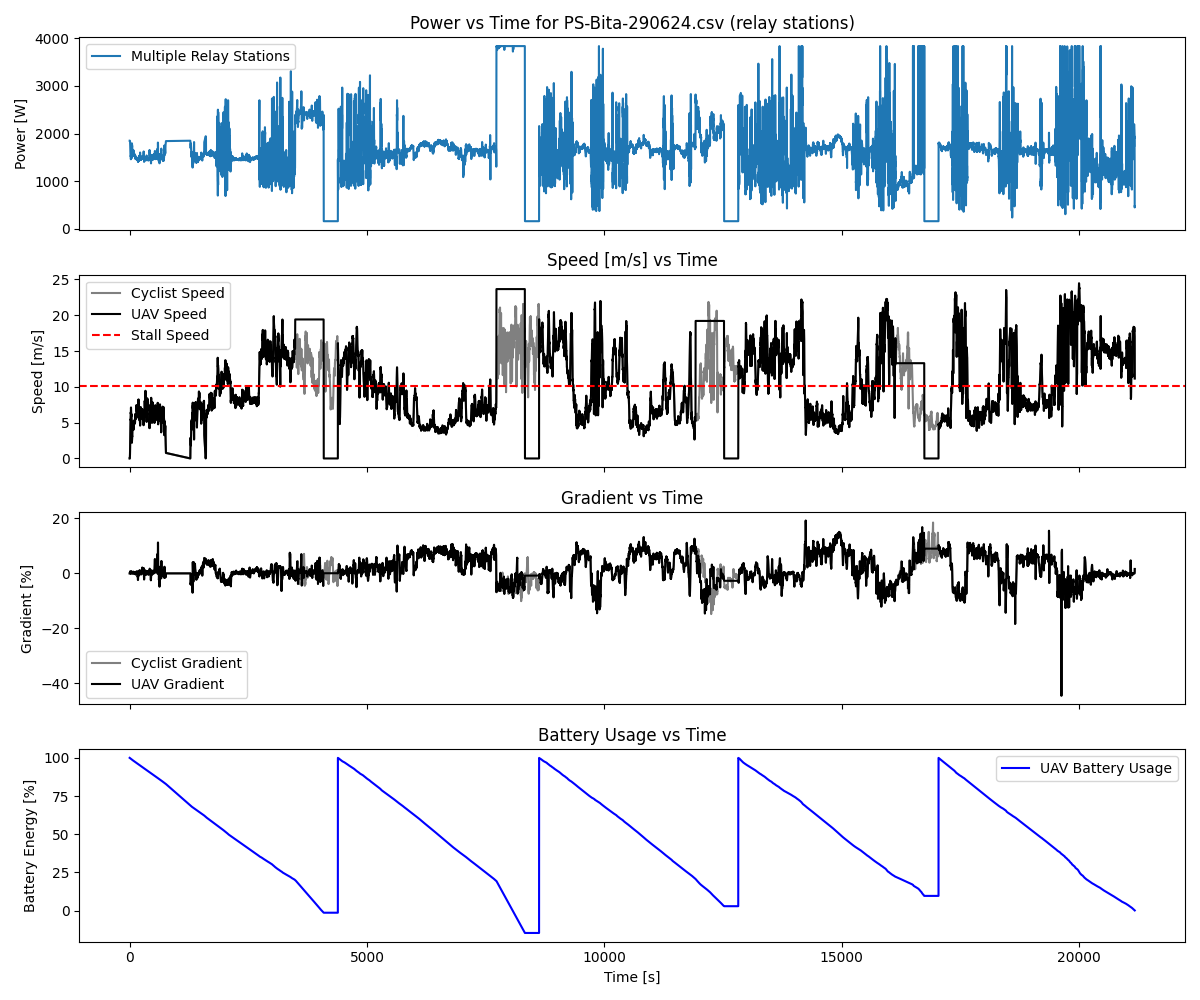 Power vs Time for PS-Bita-290624.csv (relay stations)
4000
3000
2000
1000
0
Power [W]
Multiple Relay Stations
Speed [m/s] vs Time
25
20
15
10
5
0
Speed [m/s]
Cyclist Speed
UAV Speed
Stall Speed
Gradient vs Time
20
0
−20
−40
Gradient [%]
Cyclist Gradient
UAV Gradient
Battery Usage vs Time
100
75
50
25
0
Battery Energy [%]
UAV Battery Usage
0 5000 10000 15000 20000
Time [s]